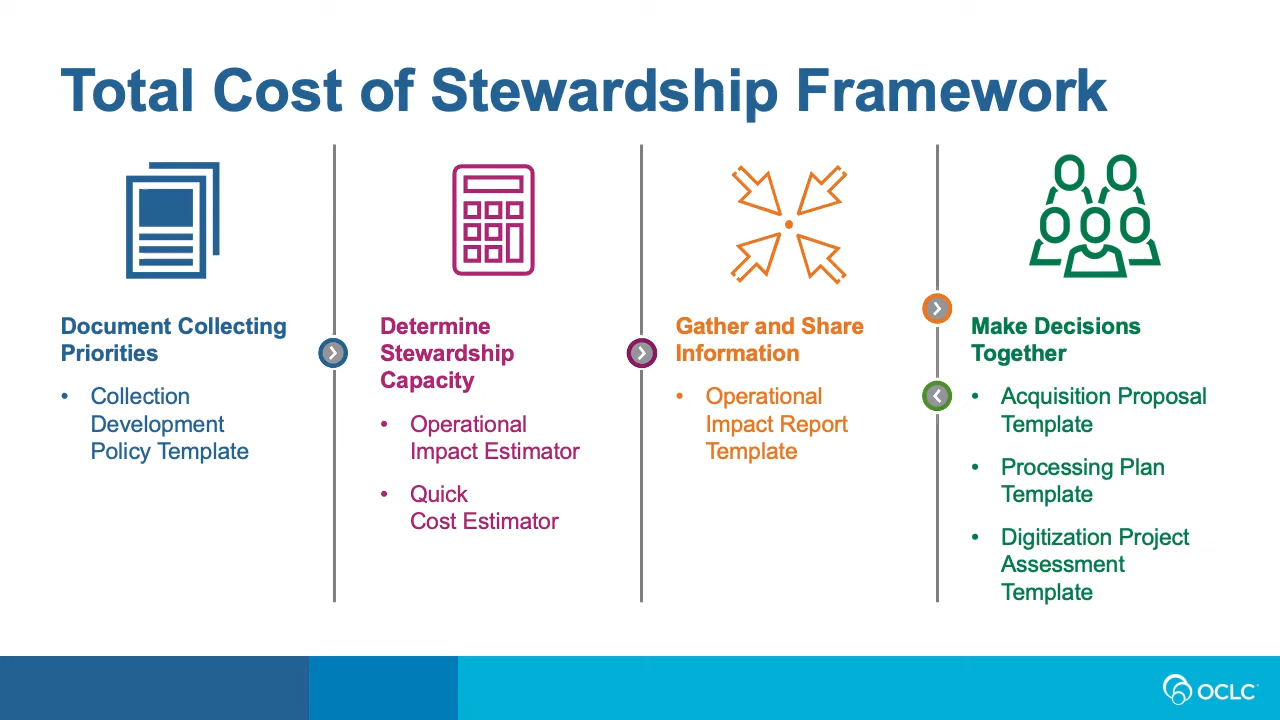 Total Cost of Stewardship Framework
Document Collecting
Priorities
• Collection
Development
Policy Template
Determine
Stewardship
Capacity
• Operational
Impact Estimator
• Quick
Cost Estimator
Gather and Share
Information
• Operational
Impact Report
Template
Make Decisions
Together
• Acquisition Proposal
Template
• Processing Plan
Template
• Digitization Project
Assessment
Template
OCLC